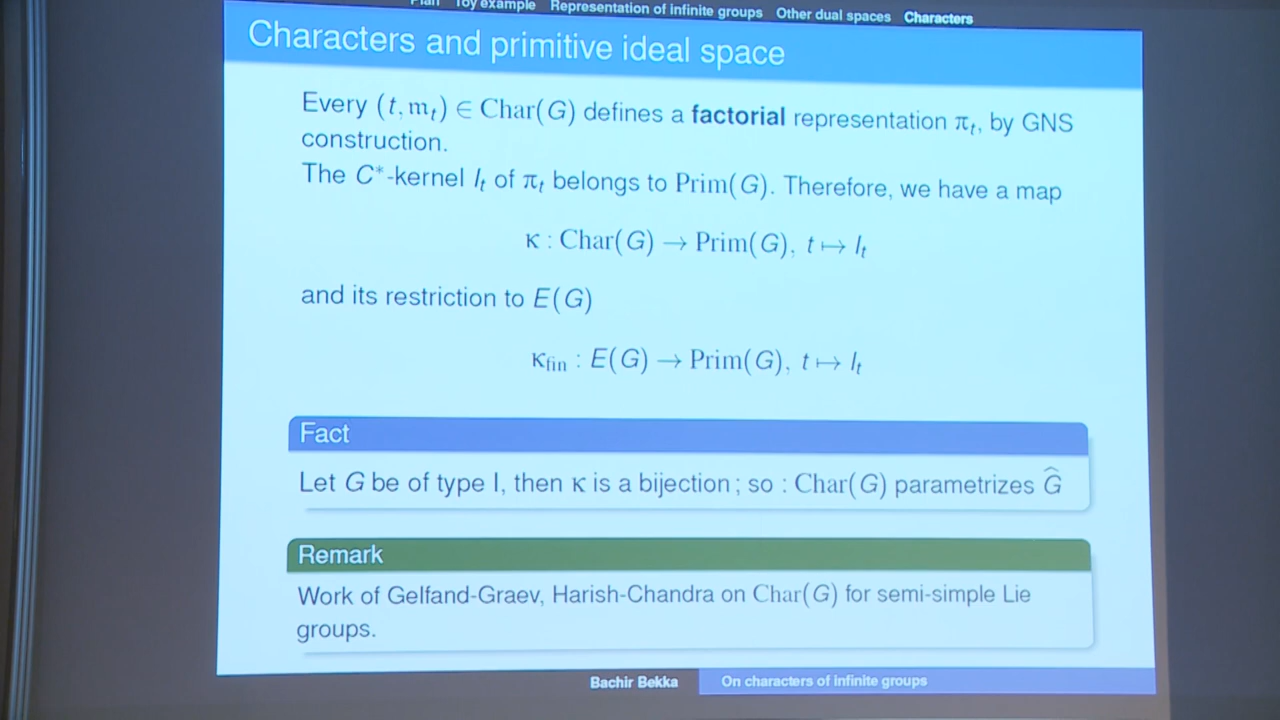 Plan Toy example Representation of infinite groups Other dual spaces Characters
Characters and primitive ideal space
Every (t, m_t) ∈ Char(G) defines a factorial representation π_t, by GNS
construction.
The C*-kernel I_t of π_t belongs to Prim(G). Therefore, we have a map
κ : Char(G) → Prim(G), t ↦ I_t
and its restriction to E(G)
κ_fin : E(G) → Prim(G), t ↦ I_t
Fact
Let G be of type I, then κ is a bijection ; so : Char(G) parametrizes Ĝ
Remark
Work of Gelfand-Graev, Harish-Chandra on Char(G) for semi-simple Lie
groups.
Bachir Bekka On characters of infinite groups